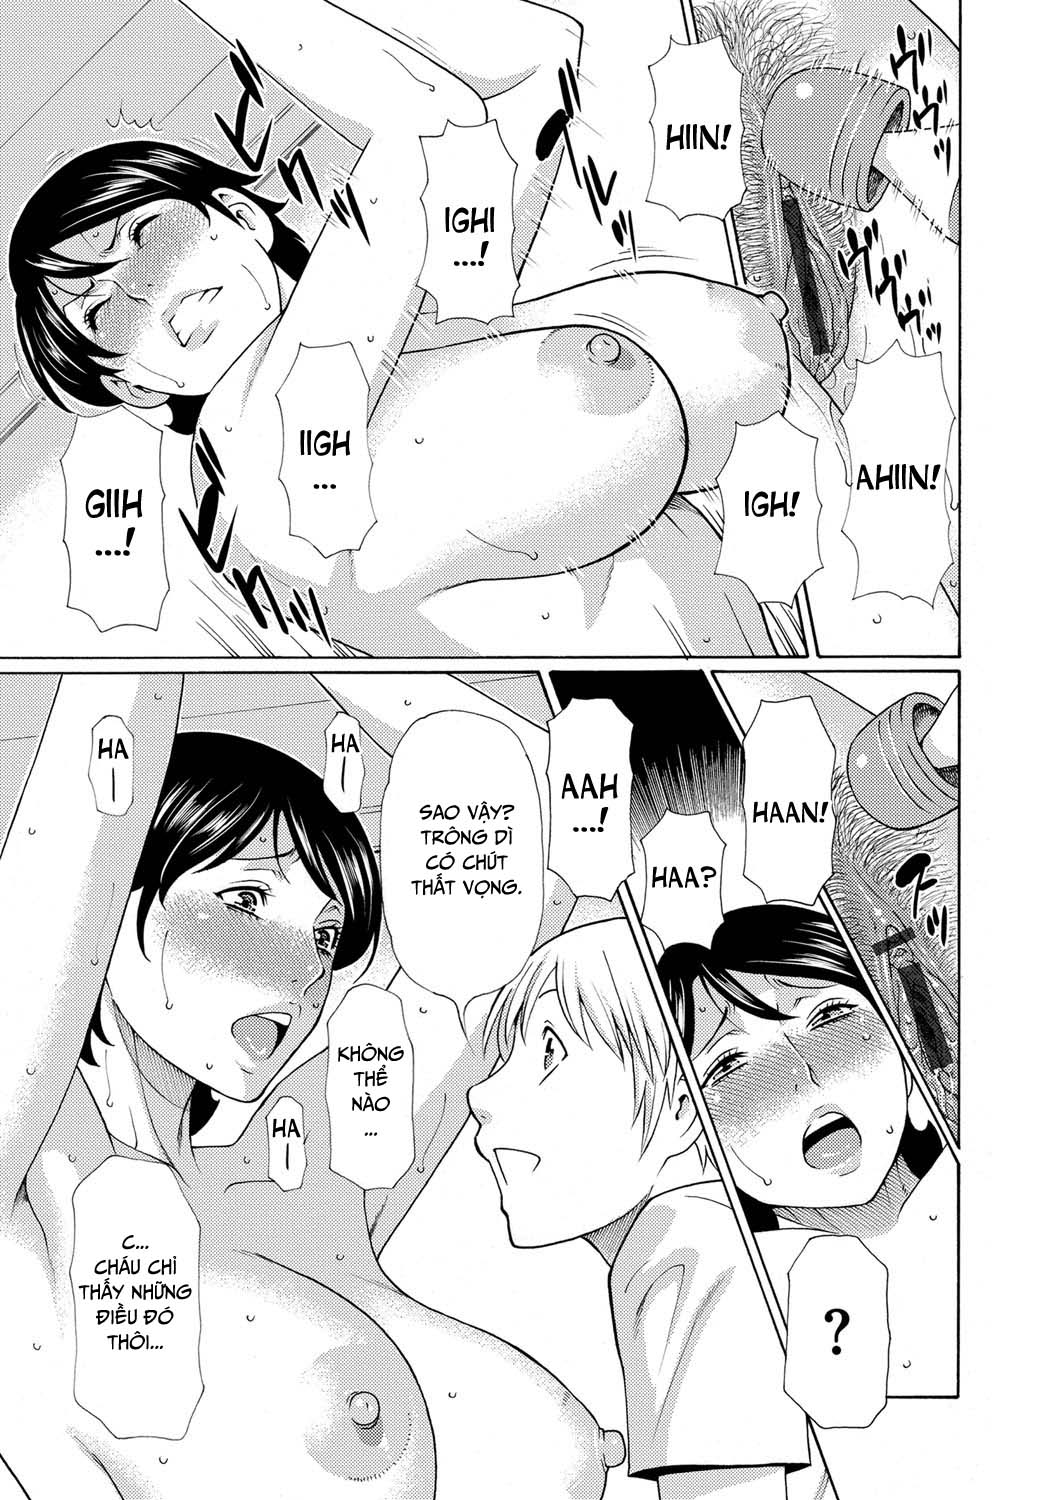 HIIN!
AHIIN!
IGH!
IGHI
....!
IIGH
...
GIIH
....!
HAAN!
HAA?
AAH
....!
?
SAO VẬY?
TRÔNG DÌ
CÓ CHÚT
THẤT VỌNG.
HA
–
HA
–
KHÔNG
THỂ
NÀO
...
HA
–
C...
CHÁU CHỈ
THẤY NHỮNG
ĐIỀU ĐÓ
THÔI...